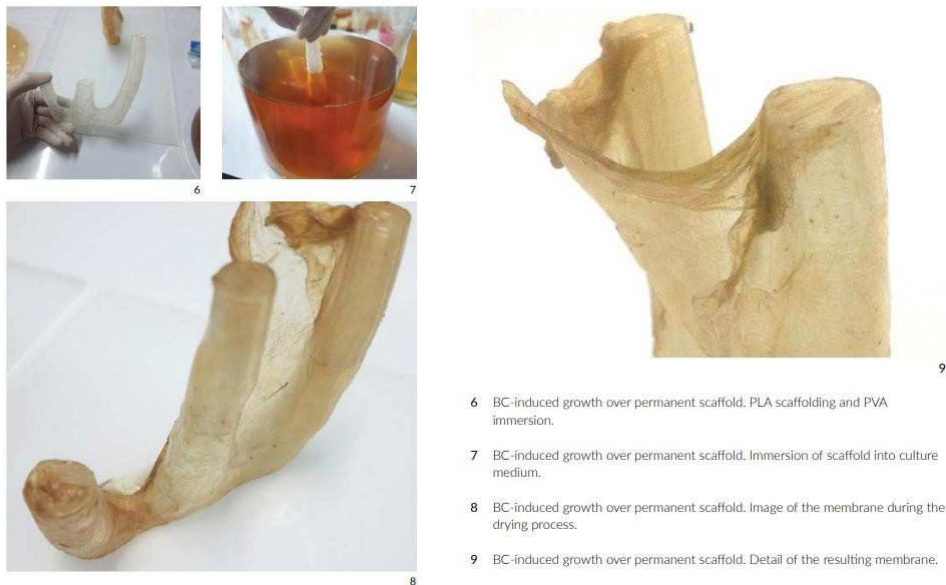 6
7
8
9
6 BC-induced growth over permanent scaffold. PLA scaffolding and PVA
immersion.
7 BC-induced growth over permanent scaffold. Immersion of scaffold into culture
medium.
8 BC-induced growth over permanent scaffold. Image of the membrane during the
drying process.
9 BC-induced growth over permanent scaffold. Detail of the resulting membrane.